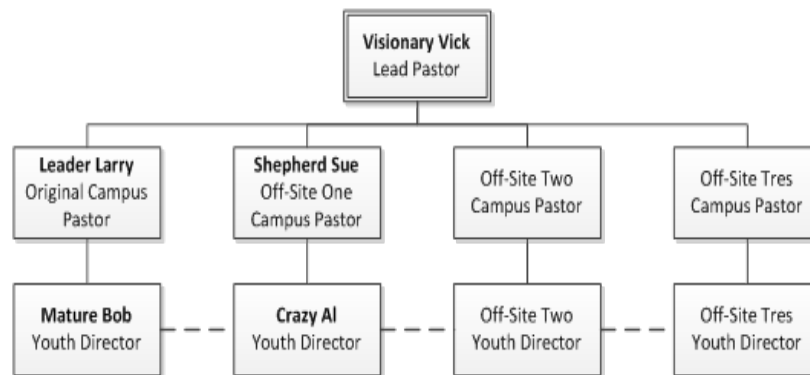 Visionary Vick
Lead Pastor
Leader Larry
Original Campus
Pastor
Shepherd Sue
Off-Site One
Campus Pastor
Off-Site Two
Campus Pastor
Off-Site Tres
Campus Pastor
Mature Bob
Youth Director
Crazy Al
Youth Director
Off-Site Two
Youth Director
Off-Site Tres
Youth Director